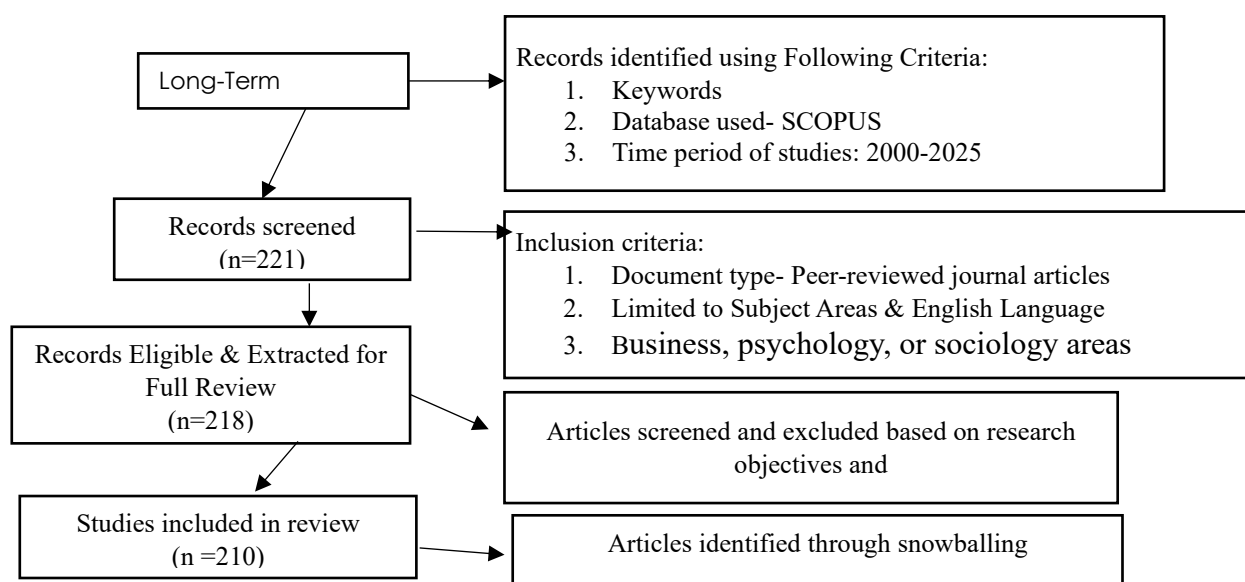 Long-Term
Records identified using Following Criteria:
1. Keywords
2. Database used- SCOPUS
3. Time period of studies: 2000-2025
Records screened
(n=221)
Inclusion criteria:
1. Document type- Peer-reviewed journal articles
2. Limited to Subject Areas & English Language
3. Business, psychology, or sociology areas
Records Eligible & Extracted for
Full Review
(n=218)
Articles screened and excluded based on research
objectives and
Studies included in review
(n =210)
Articles identified through snowballing